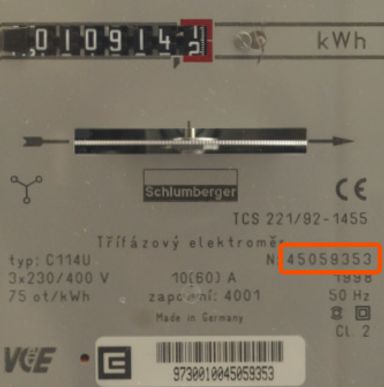 010914 kWh
Schlumberger CE
TCS 221/92-1455
Třífázový elektroměr
typ: C114U N: 45059353
3x230/400 V 10(60) A 1998
75 ot/kWh zapojení: 4001 50 Hz
Made in Germany
Cl. 2
VČE
9730010045059353